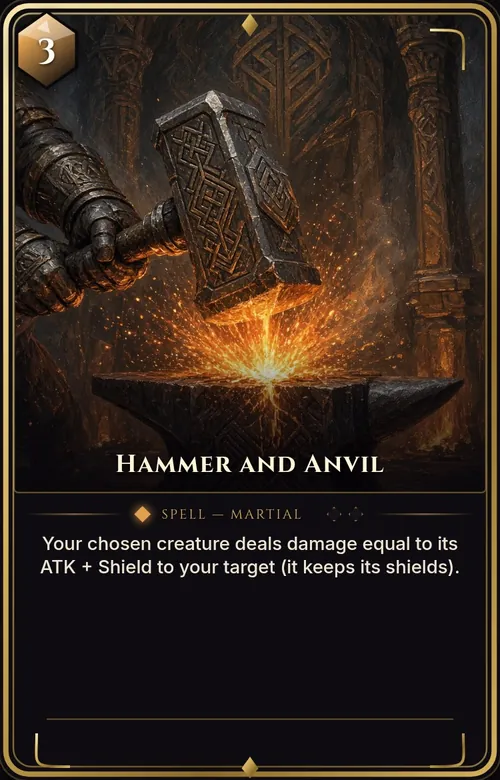 3
Hammer and Anvil
SPELL — MARTIAL
Your chosen creature deals damage equal to its
ATK + Shield to your target (it keeps its shields).